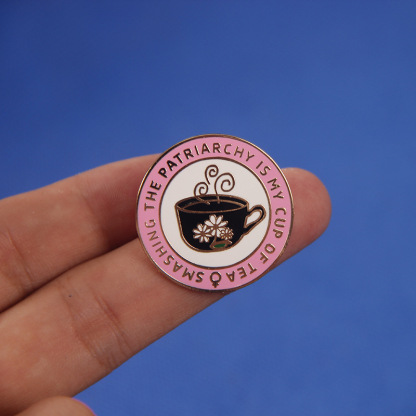 SMASHING THE PATRIARCHY IS MY CUP OF TEA